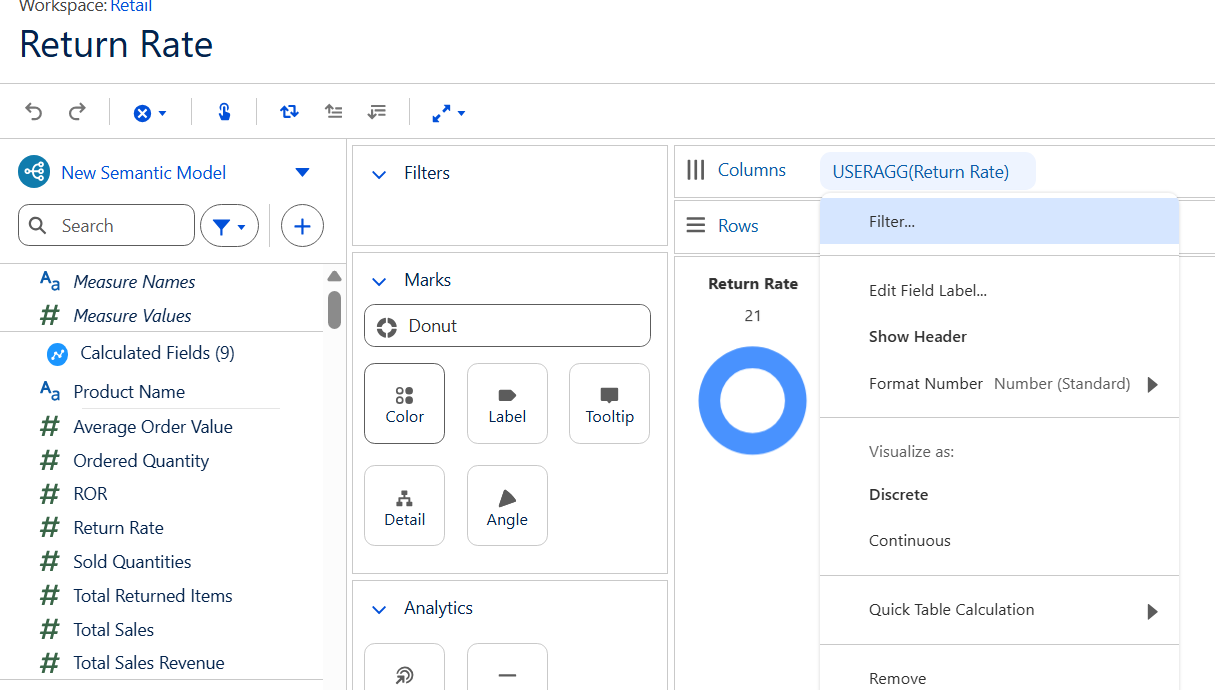 Workspace: Retail
Return Rate
New Semantic Model
Search
Measure Names
Measure Values
Calculated Fields (9)
Product Name
Average Order Value
Ordered Quantity
ROR
Return Rate
Sold Quantities
Total Returned Items
Total Sales
Total Sales Revenue
Filters
Marks
Donut
Color
Label
Tooltip
Detail
Angle
Analytics
Columns
USERAGG(Return Rate)
Rows
Return Rate
21
Filter...
Edit Field Label...
Show Header
Format Number Number (Standard)
Visualize as:
Discrete
Continuous
Quick Table Calculation
Remove